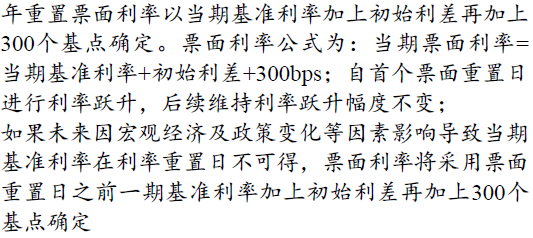 年重置票面利率以当期基准利率加上初始利差再加上
300个基点确定。票面利率公式为：当期票面利率=
当期基准利率+初始利差+300bps；自首个票面重置日
进行利率跃升，后续维持利率跃升幅度不变；
如果未来因宏观经济及政策变化等因素影响导致当期
基准利率在利率重置日不可得，票面利率将采用票面
重置日之前一期基准利率加上初始利差再加上300个
基点确定